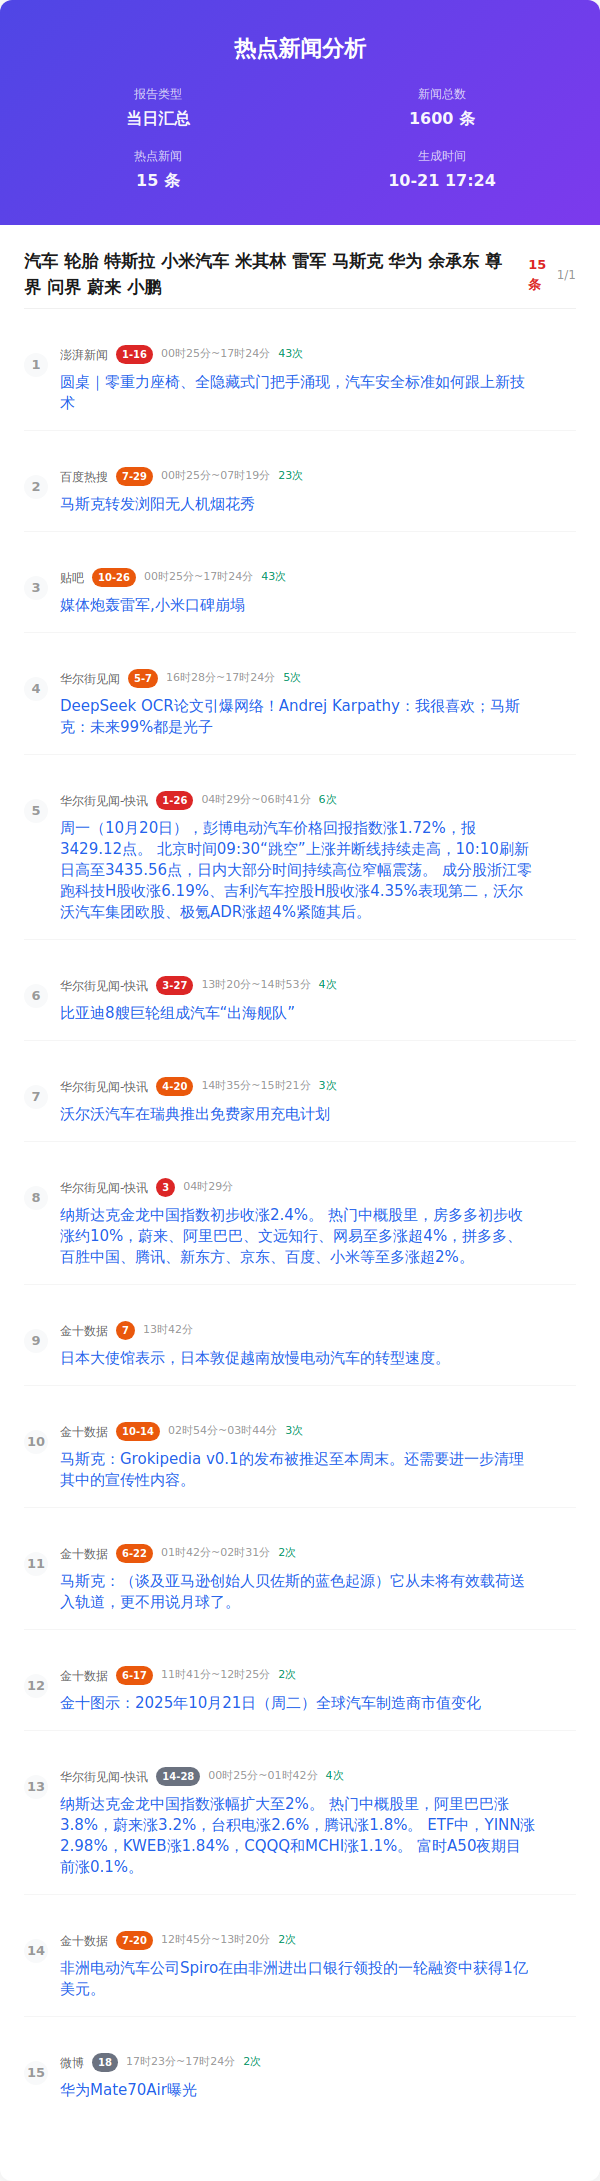 热点新闻分析
报告类型
当日汇总
新闻总数
1600 条
热点新闻
15 条
生成时间
10-21 17:24
汽车 轮胎 特斯拉 小米汽车 米其林 雷军 马斯克 华为 余承东 尊
界 问界 蔚来 小鹏
15
条
1/1
1
澎湃新闻 1-16 00时25分~17时24分 43次
圆桌｜零重力座椅、全隐藏式门把手涌现，汽车安全标准如何跟上新技
术
2
百度热搜 7-29 00时25分~07时19分 23次
马斯克转发浏阳无人机烟花秀
3
贴吧 10-26 00时25分~17时24分 43次
媒体炮轰雷军,小米口碑崩塌
4
华尔街见闻 5-7 16时28分~17时24分 5次
DeepSeek OCR论文引爆网络！Andrej Karpathy：我很喜欢；马斯
克：未来99%都是光子
5
华尔街见闻-快讯 1-26 04时29分~06时41分 6次
周一（10月20日），彭博电动汽车价格回报指数涨1.72%，报
3429.12点。 北京时间09:30“跳空”上涨并断线持续走高，10:10刷新
日高至3435.56点，日内大部分时间持续高位窄幅震荡。 成分股浙江零
跑科技H股收涨6.19%、吉利汽车控股H股收涨4.35%表现第二，沃尔
沃汽车集团欧股、极氪ADR涨超4%紧随其后。
6
华尔街见闻-快讯 3-27 13时20分~14时53分 4次
比亚迪8艘巨轮组成汽车“出海舰队”
7
华尔街见闻-快讯 4-20 14时35分~15时21分 3次
沃尔沃汽车在瑞典推出免费家用充电计划
8
华尔街见闻-快讯 3 04时29分
纳斯达克金龙中国指数初步收涨2.4%。 热门中概股里，房多多初步收
涨约10%，蔚来、阿里巴巴、文远知行、网易至多涨超4%，拼多多、
百胜中国、腾讯、新东方、京东、百度、小米等至多涨超2%。
9
金十数据 7 13时42分
日本大使馆表示，日本敦促越南放慢电动汽车的转型速度。
10
金十数据 10-14 02时54分~03时44分 3次
马斯克：Grokipedia v0.1的发布被推迟至本周末。还需要进一步清理
其中的宣传性内容。
11
金十数据 6-22 01时42分~02时31分 2次
马斯克：（谈及亚马逊创始人贝佐斯的蓝色起源）它从未将有效载荷送
入轨道，更不用说月球了。
12
金十数据 6-17 11时41分~12时25分 2次
金十图示：2025年10月21日（周二）全球汽车制造商市值变化
13
华尔街见闻-快讯 14-28 00时25分~01时42分 4次
纳斯达克金龙中国指数涨幅扩大至2%。 热门中概股里，阿里巴巴涨
3.8%，蔚来涨3.2%，台积电涨2.6%，腾讯涨1.8%。 ETF中，YINN涨
2.98%，KWEB涨1.84%，CQQQ和MCHI涨1.1%。 富时A50夜期目
前涨0.1%。
14
金十数据 7-20 12时45分~13时20分 2次
非洲电动汽车公司Spiro在由非洲进出口银行领投的一轮融资中获得1亿
美元。
15
微博 18 17时23分~17时24分 2次
华为Mate70Air曝光